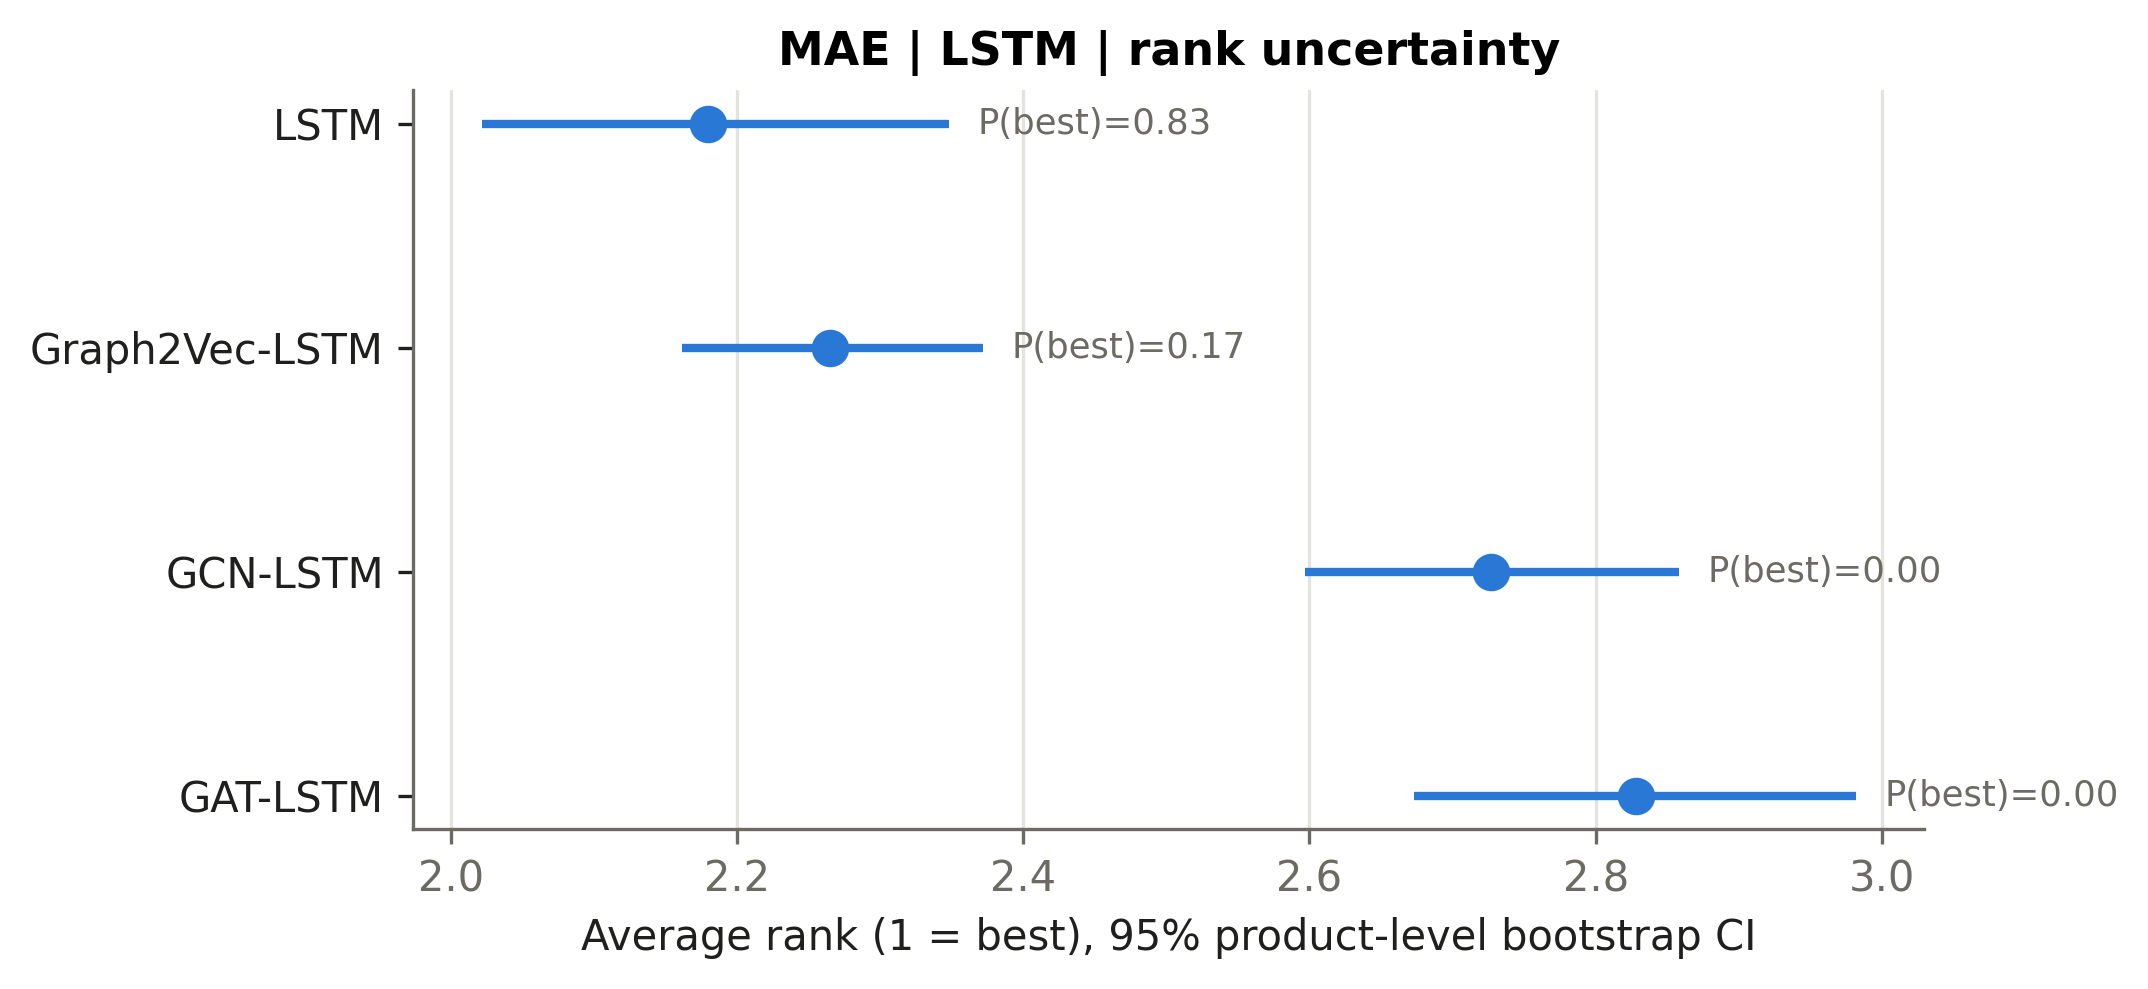 MAE | LSTM | rank uncertainty
LSTM
P(best)=0.83
Graph2Vec-LSTM
P(best)=0.17
GCN-LSTM
P(best)=0.00
GAT-LSTM
P(best)=0.00
2.0 2.2 2.4 2.6 2.8 3.0
Average rank (1 = best), 95% product-level bootstrap CI